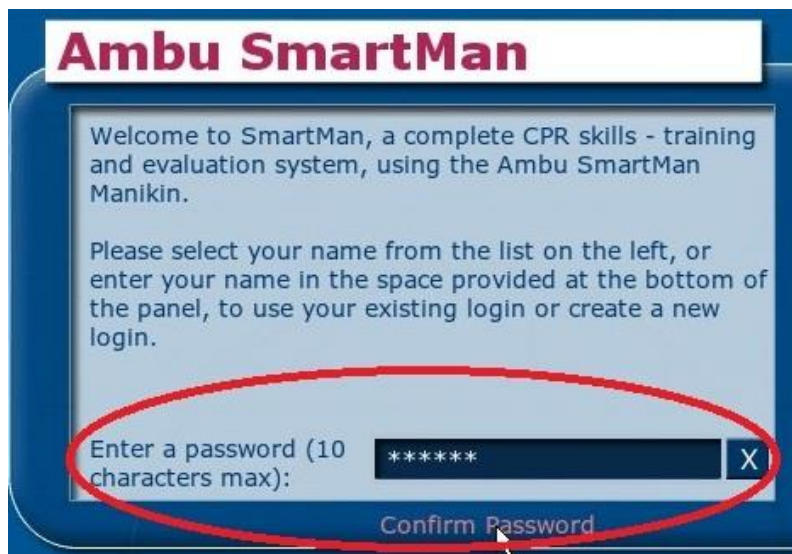 Ambu SmartMan
Welcome to SmartMan, a complete CPR skills - training
and evaluation system, using the Ambu SmartMan
Manikin.
Please select your name from the list on the left, or
enter your name in the space provided at the bottom of
the panel, to use your existing login or create a new
login.
Enter a password (10
characters max):
****** X
Confirm Password